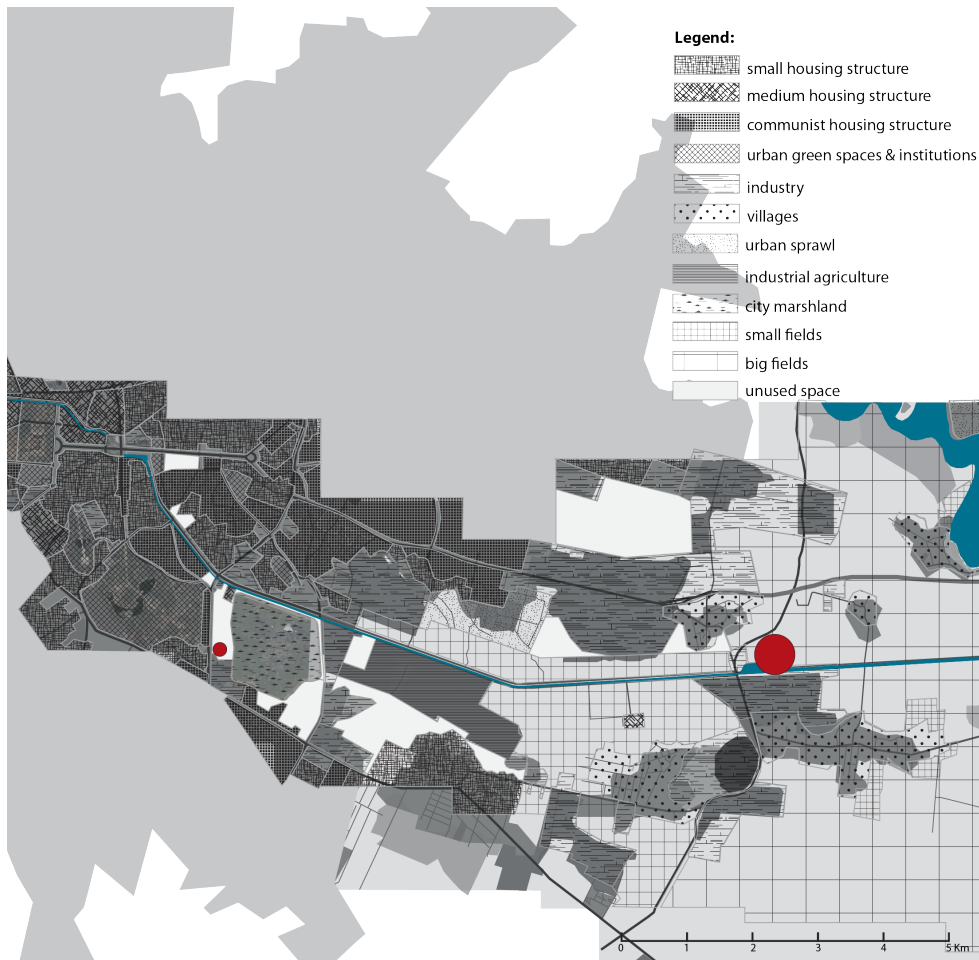 Legend:
small housing structure
medium housing structure
communist housing structure
urban green spaces & institutions
industry
villages
urban sprawl
industrial agriculture
city marshland
small fields
big fields
unused space
0 1 2 3 4 5 Km